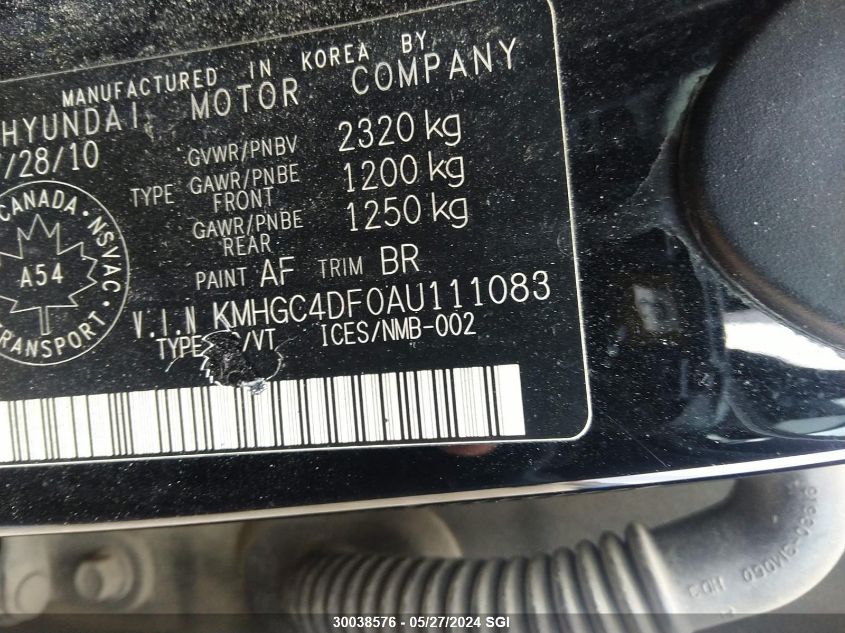 MANUFACTURED IN KOREA BY
HYUNDAI MOTOR COMPANY
/28/10
GVWR/PNBV 2320 kg
TYPE GAWR/PNBE FRONT 1200 kg
GAWR/PNBE REAR 1250 kg
PAINT AF TRIM BR
V.I.N KMHGC4DF0AU111083
TYPE /VT ICES/NMB-002
CANADA · NSVAC ·
A54
TRANSPORT
30038576 - 05/27/2024 SGI